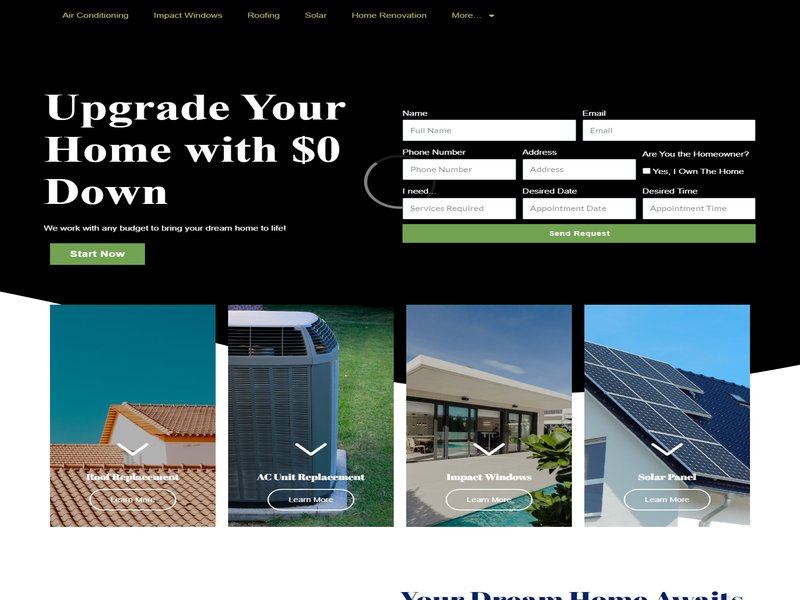 Air Conditioning Impact Windows Roofing Solar Home Renovation More...
Upgrade Your
Home with $0
Down
We work with any budget to bring your dream home to life!
Start Now
Name Email
Full Name Email
Phone Number Address Are You the Homeowner?
Phone Number Address Yes, I Own The Home
I need... Desired Date Desired Time
Services Required Appointment Date Appointment Time
Send Request
Roof Replacement AC Unit Replacement Impact Windows Solar Panel
Learn More Learn More Learn More Learn More
Your Dream Home Awaits